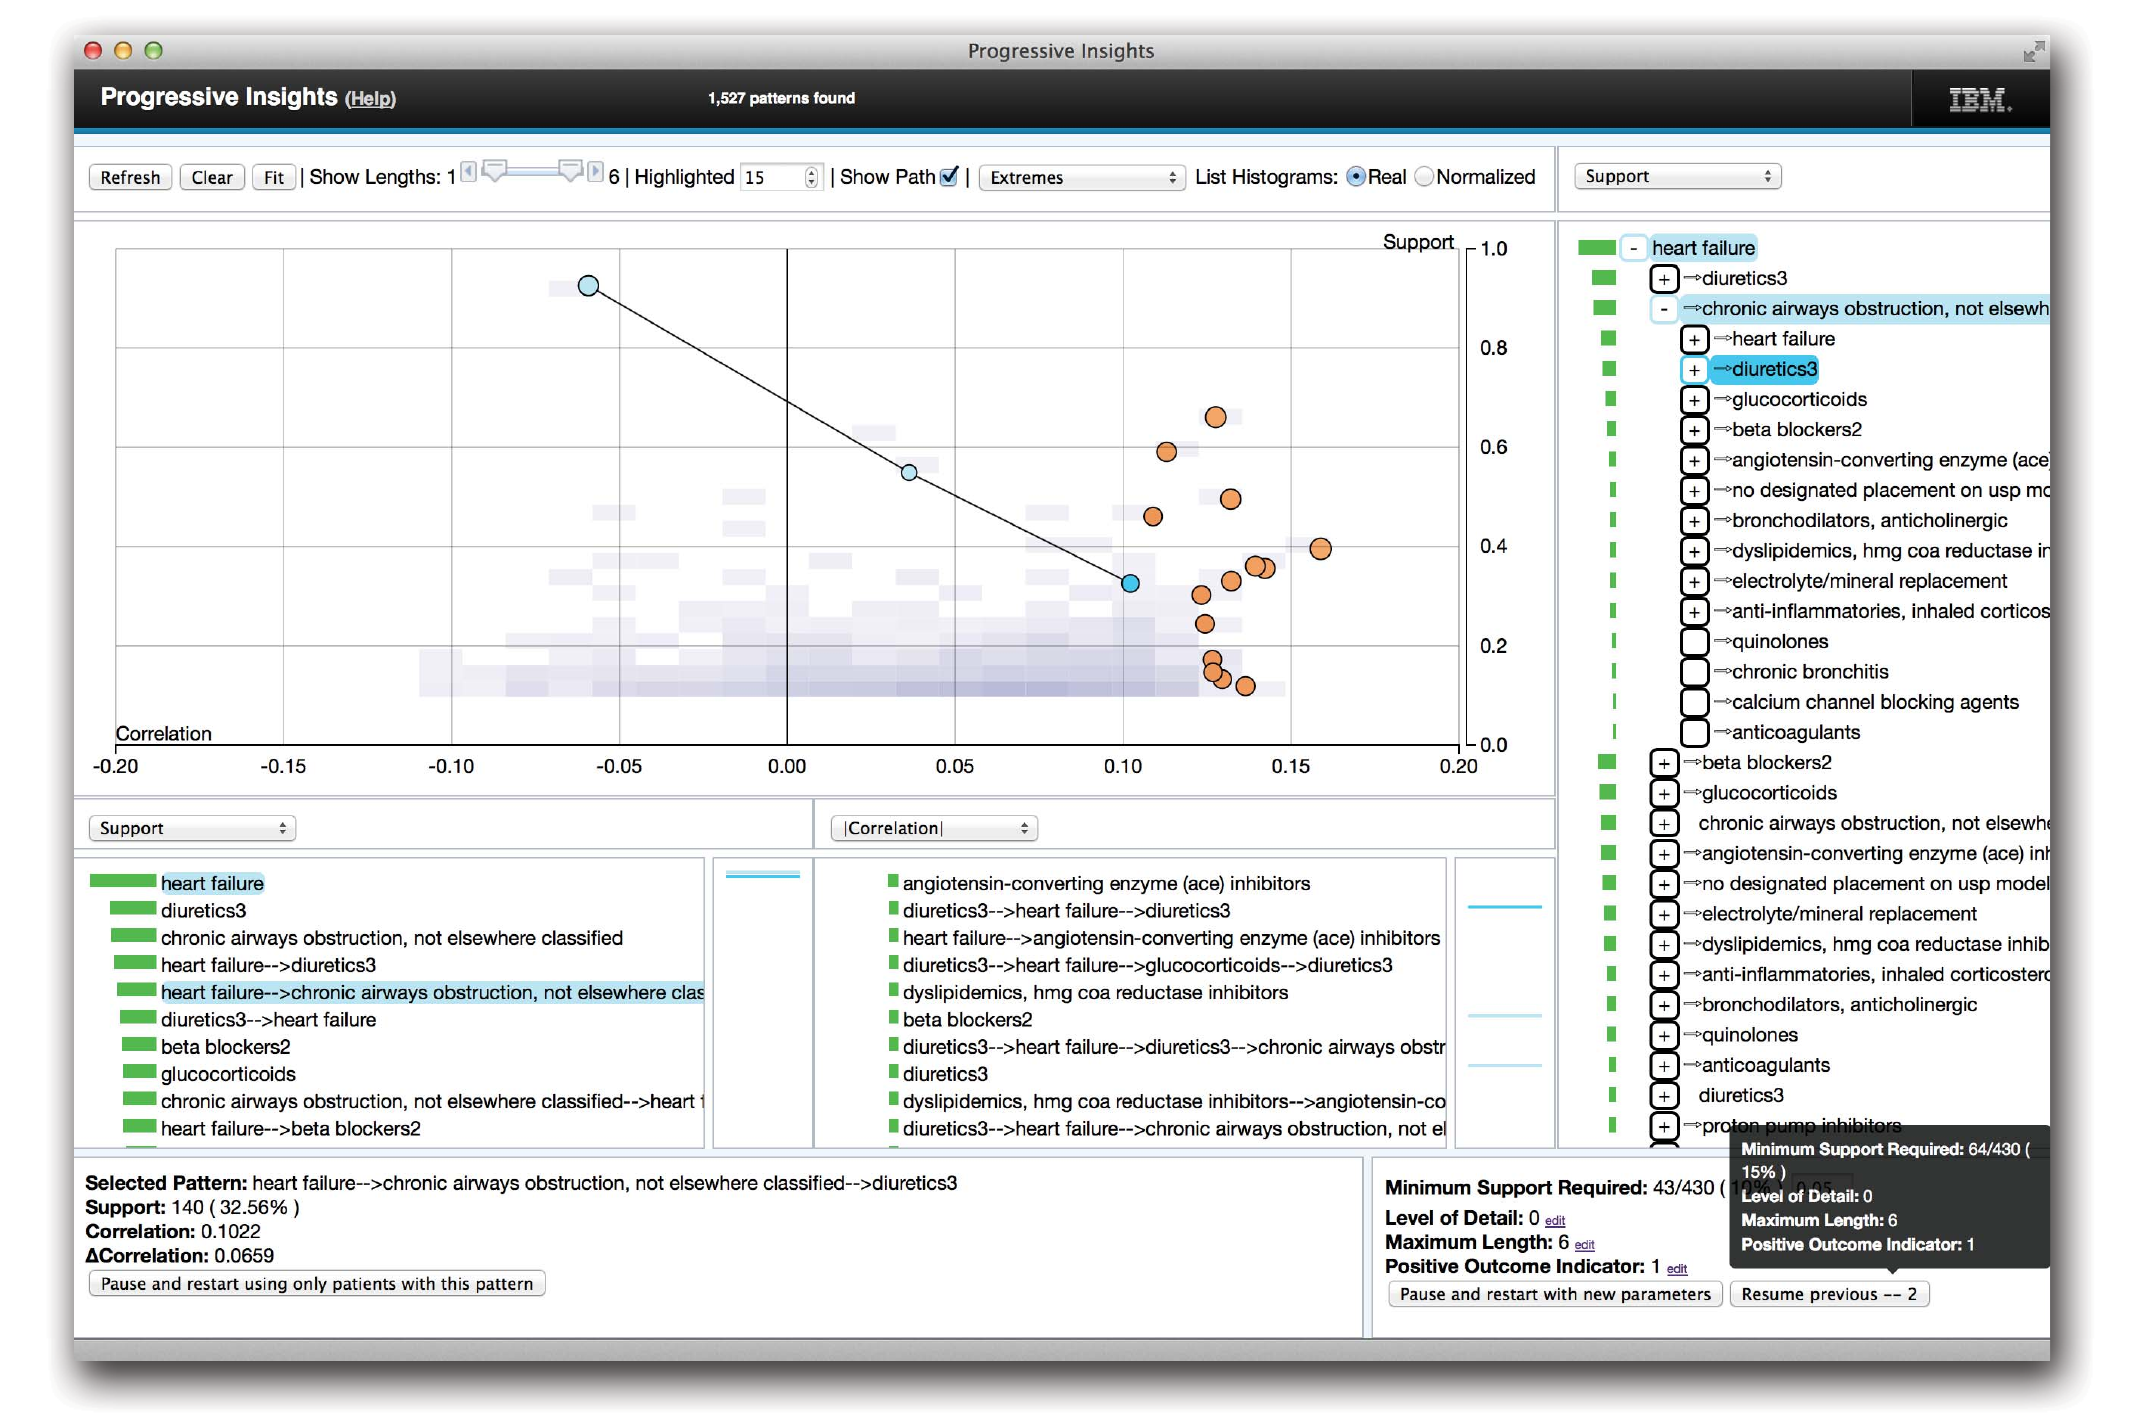 Progressive Insights
Progressive Insights (Help)
1,527 patterns found
IBM.
Refresh Clear Fit | Show Lengths: 1 6 | Highlighted 15 | Show Path | Extremes List Histograms: Real Normalized
Support
Support
1.0
0.8
0.6
0.4
0.2
0.0
Correlation
-0.20 -0.15 -0.10 -0.05 0.00 0.05 0.10 0.15 0.20
- heart failure
+ ⇒diuretics3
- ⇒chronic airways obstruction, not elsewh
+ ⇒heart failure
+ ⇒diuretics3
+ ⇒glucocorticoids
+ ⇒beta blockers2
+ ⇒angiotensin-converting enzyme (ace)
+ ⇒no designated placement on usp mo
+ ⇒bronchodilators, anticholinergic
+ ⇒dyslipidemics, hmg coa reductase in
+ ⇒electrolyte/mineral replacement
+ ⇒anti-inflammatories, inhaled corticos
⇒quinolones
⇒chronic bronchitis
⇒calcium channel blocking agents
⇒anticoagulants
+ ⇒beta blockers2
+ ⇒glucocorticoids
+ chronic airways obstruction, not elsewhe
+ ⇒angiotensin-converting enzyme (ace) inh
+ ⇒no designated placement on usp model
+ ⇒electrolyte/mineral replacement
+ ⇒dyslipidemics, hmg coa reductase inhib
+ ⇒anti-inflammatories, inhaled corticostero
+ ⇒bronchodilators, anticholinergic
+ ⇒quinolones
+ ⇒anticoagulants
+ diuretics3
+ ⇒proton pump inhibitors
Support
heart failure
diuretics3
chronic airways obstruction, not elsewhere classified
heart failure-->diuretics3
heart failure-->chronic airways obstruction, not elsewhere clas
diuretics3-->heart failure
beta blockers2
glucocorticoids
chronic airways obstruction, not elsewhere classified-->heart f
heart failure-->beta blockers2
|Correlation|
angiotensin-converting enzyme (ace) inhibitors
diuretics3-->heart failure-->diuretics3
heart failure-->angiotensin-converting enzyme (ace) inhibitors
diuretics3-->heart failure-->glucocorticoids-->diuretics3
dyslipidemics, hmg coa reductase inhibitors
beta blockers2
diuretics3-->heart failure-->diuretics3-->chronic airways obstr
diuretics3
dyslipidemics, hmg coa reductase inhibitors-->angiotensin-co
diuretics3-->heart failure-->chronic airways obstruction, not el
Selected Pattern: heart failure-->chronic airways obstruction, not elsewhere classified-->diuretics3
Support: 140 ( 32.56% )
Correlation: 0.1022
ΔCorrelation: 0.0659
Pause and restart using only patients with this pattern
Minimum Support Required: 43/430 ( 10% ) 0.05
Level of Detail: 0 edit
Maximum Length: 6 edit
Positive Outcome Indicator: 1 edit
Pause and restart with new parameters Resume previous -- 2
Minimum Support Required: 64/430 (
15% )
Level of Detail: 0
Maximum Length: 6
Positive Outcome Indicator: 1